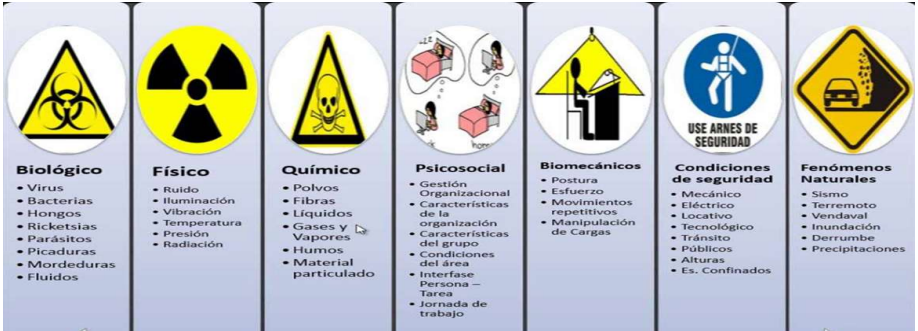 Biológico
• Virus
• Bacterias
• Hongos
• Ricketsias
• Parásitos
• Picaduras
• Mordeduras
• Fluidos
Físico
• Ruido
• Iluminación
• Vibración
• Temperatura
• Presión
• Radiación
Químico
• Polvos
• Fibras
• Líquidos
• Gases y
Vapores
• Humos
• Material
particulado
Psicosocial
• Gestión
Organizacional
• Características
de la
organización
• Características
del grupo
• Condiciones
del área
• Interfase
Persona –
Tarea
• Jornada de
trabajo
Biomecánicos
• Postura
• Esfuerzo
• Movimientos
repetitivos
• Manipulación
de Cargas
USE ARNES DE
SEGURIDAD
Condiciones
de seguridad
• Mecánico
• Eléctrico
• Locativo
• Tecnológico
• Tránsito
• Públicos
• Alturas
• Es. Confinados
Fenómenos
Naturales
• Sismo
• Terremoto
• Vendaval
• Inundación
• Derrumbe
• Precipitaciones